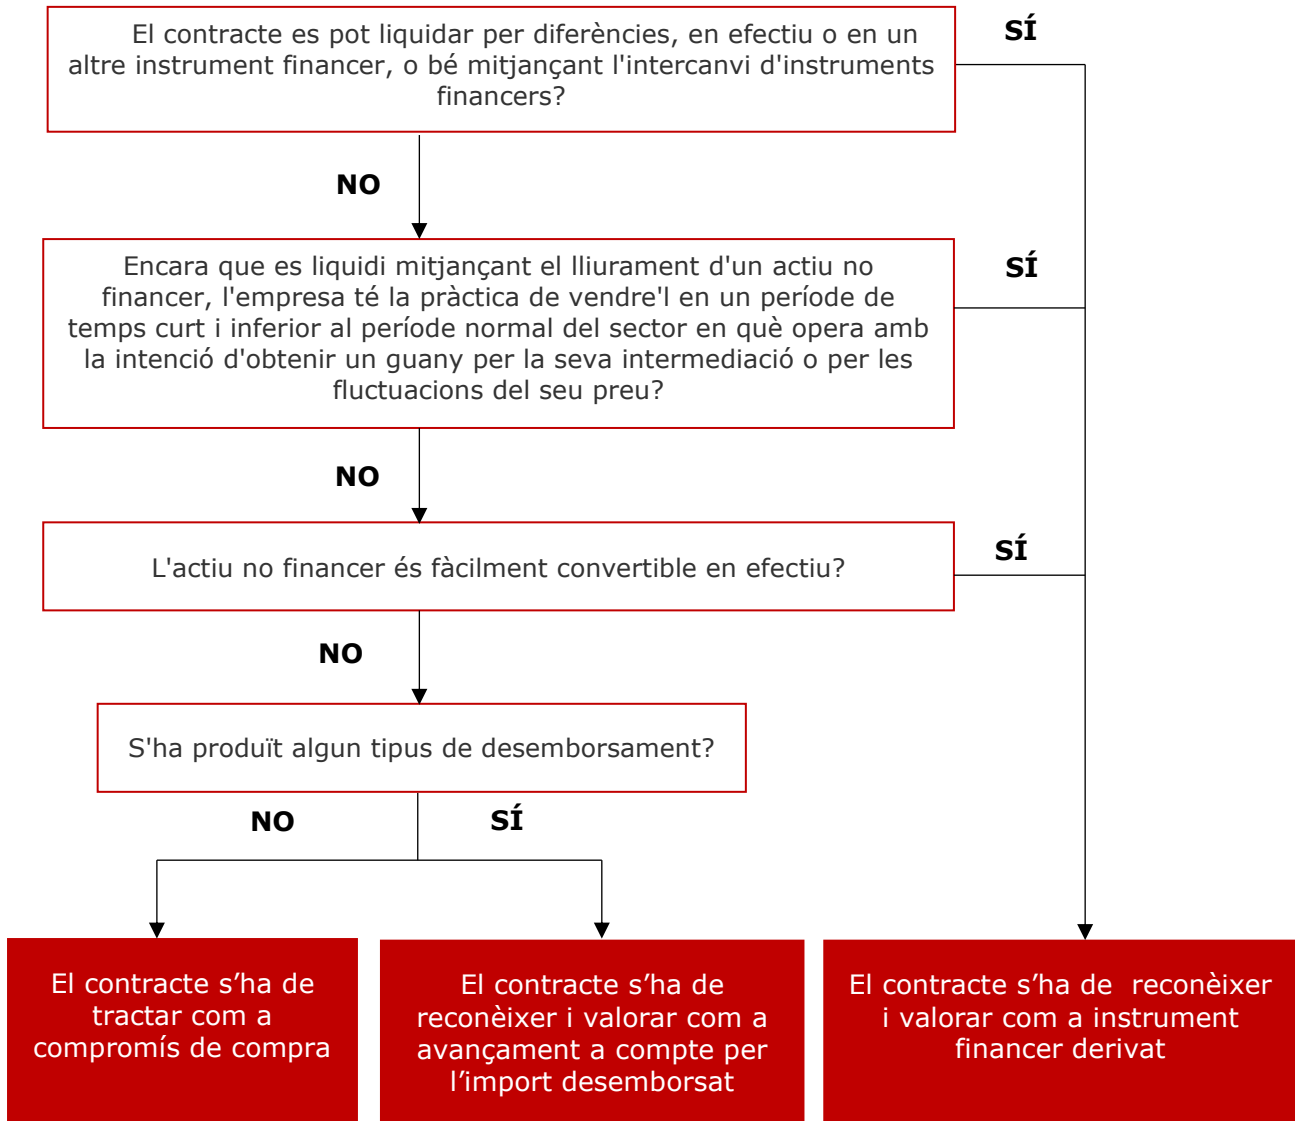 El contracte es pot liquidar per diferències, en efectiu o en un
altre instrument financer, o bé mitjançant l'intercanvi d'instruments
financers?
SÍ
NO
Encara que es liquidi mitjançant el lliurament d'un actiu no
financer, l'empresa té la pràctica de vendre'l en un període de
temps curt i inferior al període normal del sector en què opera amb
la intenció d'obtenir un guany per la seva intermediació o per les
fluctuacions del seu preu?
SÍ
NO
L'actiu no financer és fàcilment convertible en efectiu?
SÍ
NO
S'ha produït algun tipus de desemborsament?
NO
SÍ
El contracte s’ha de
tractar com a
compromís de compra
El contracte s’ha de
reconèixer i valorar com a
avançament a compte per
l’import desemborsat
El contracte s’ha de reconèixer
i valorar com a instrument
financer derivat